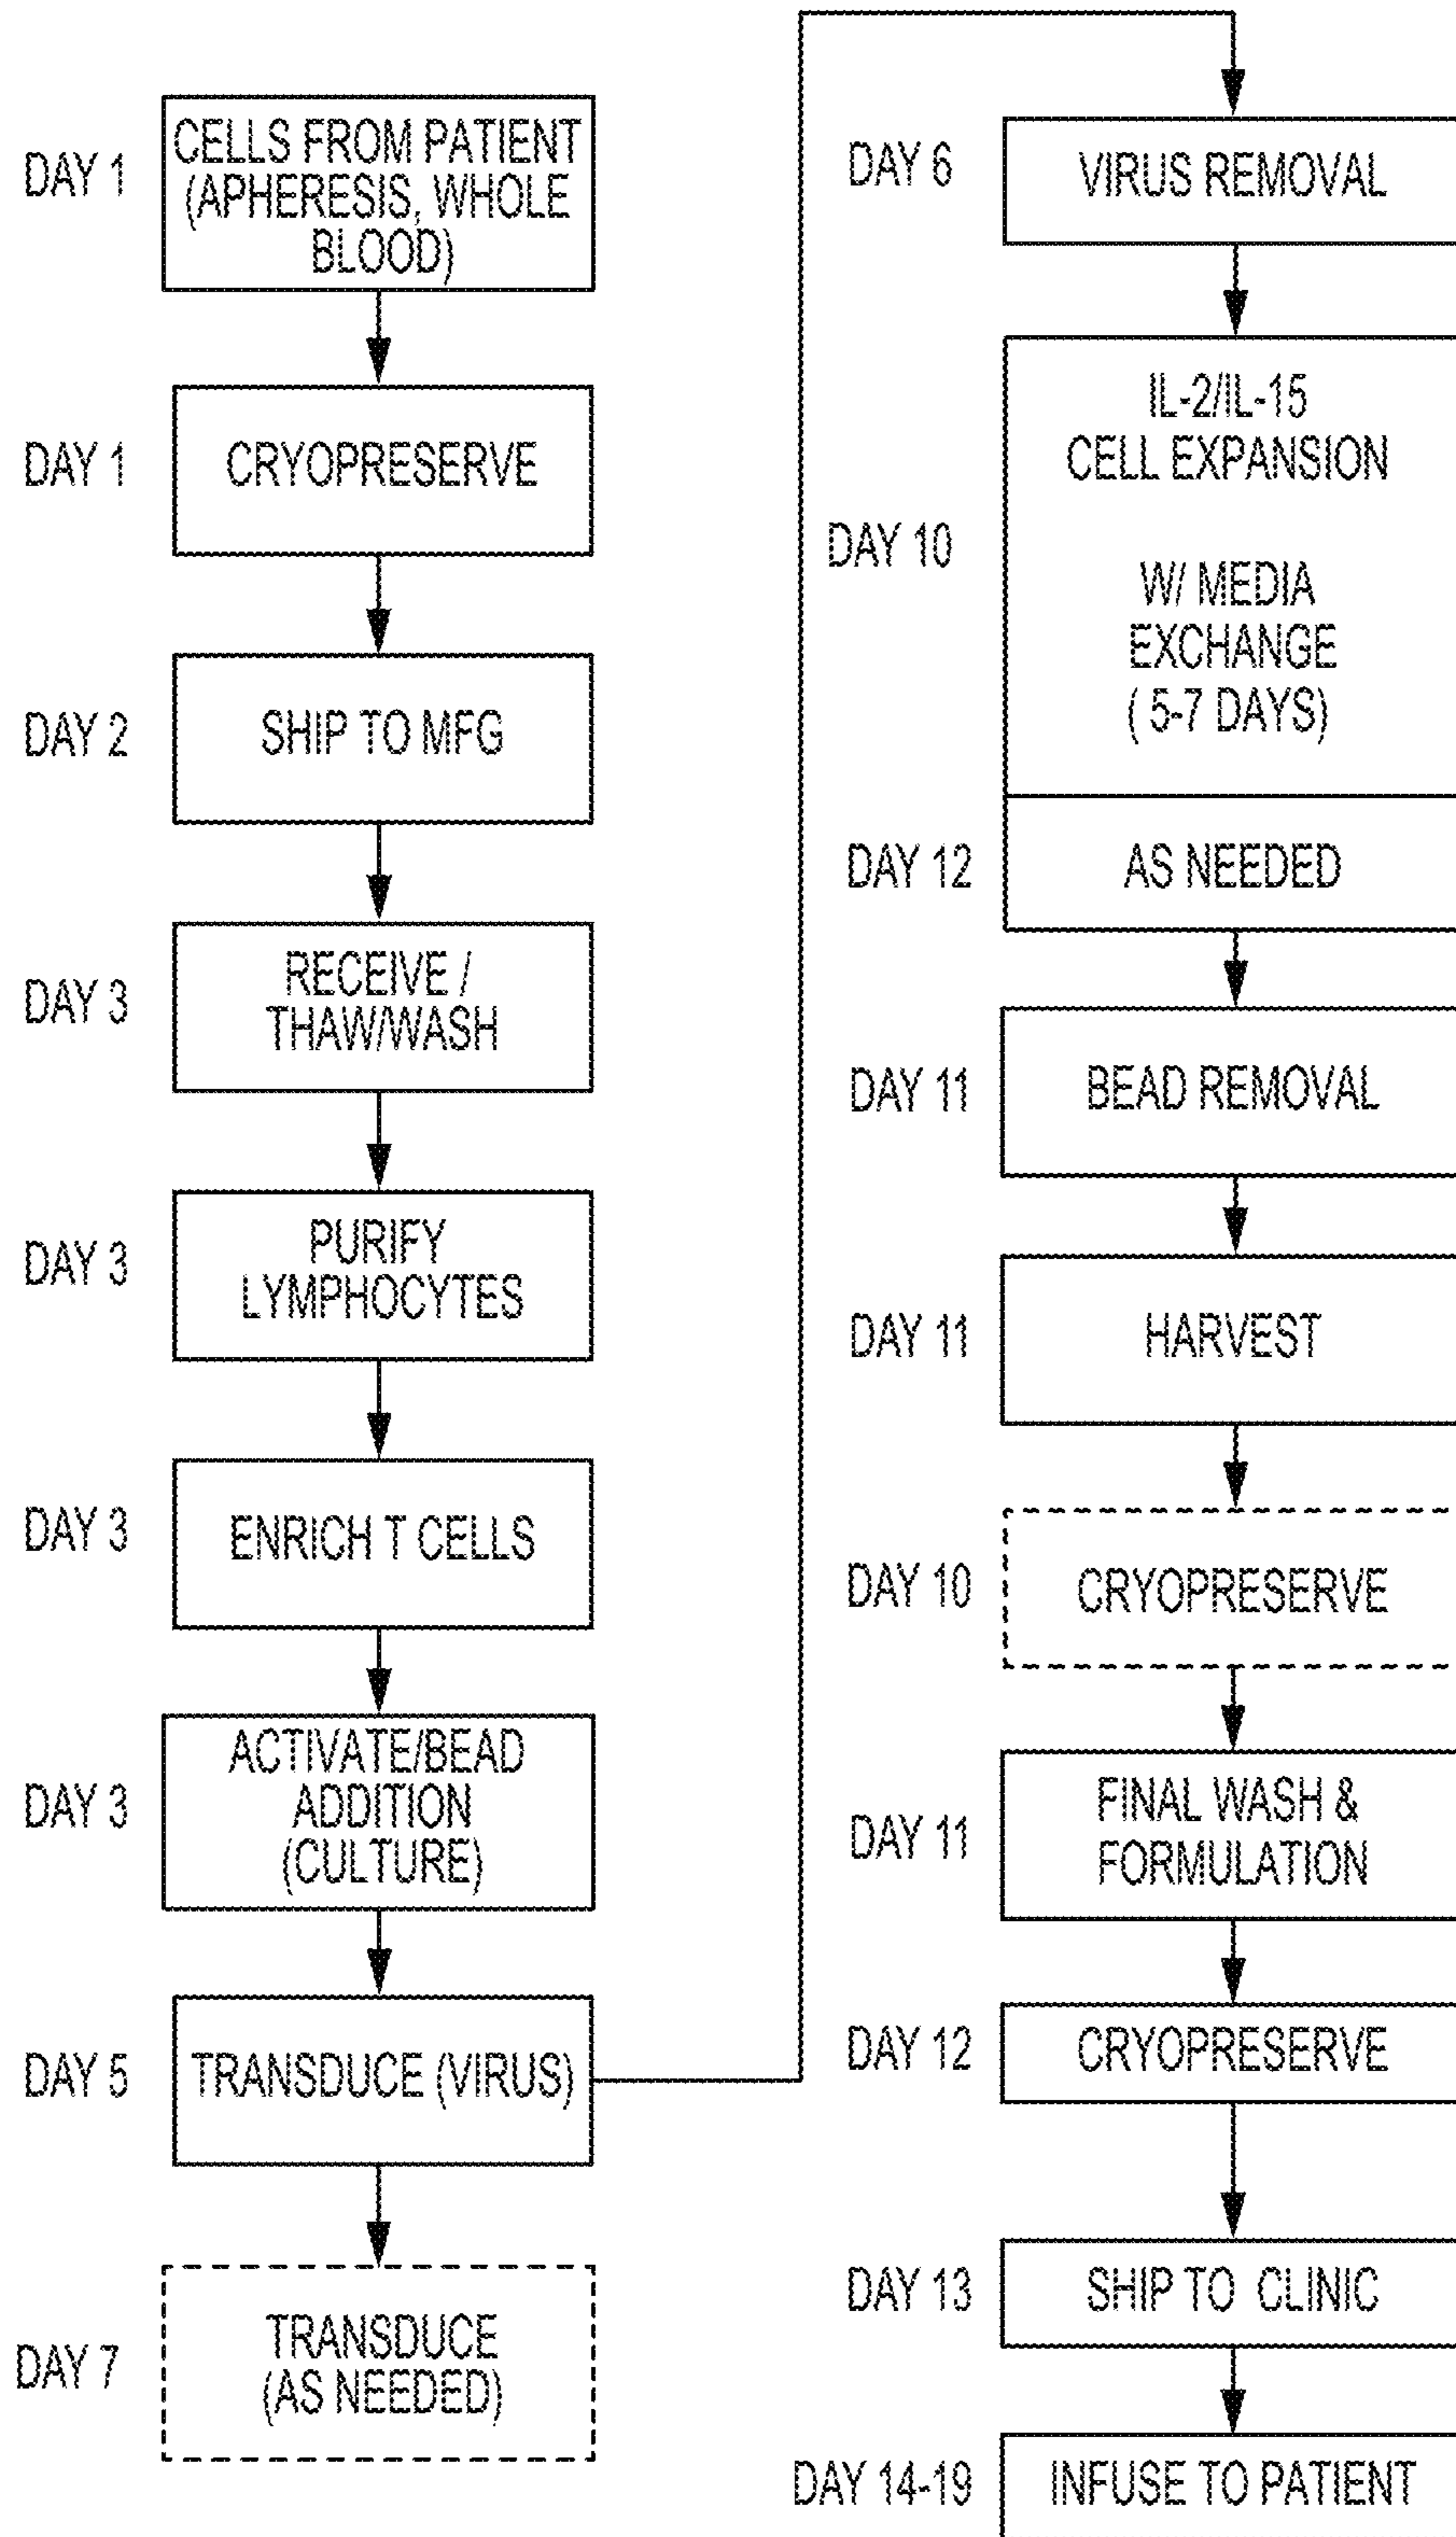 DAY 1
CELLS FROM PATIENT
(APHERESIS, WHOLE
BLOOD)
DAY 1
CRYOPRESERVE
DAY 2
SHIP TO MFG
DAY 3
RECEIVE /
THAW/WASH
DAY 3
PURIFY
LYMPHOCYTES
DAY 3
ENRICH T CELLS
DAY 3
ACTIVATE/BEAD
ADDITION
(CULTURE)
DAY 5
TRANSDUCE (VIRUS)
DAY 7
TRANSDUCE
(AS NEEDED)
DAY 6
VIRUS REMOVAL
DAY 10
IL-2/IL-15
CELL EXPANSION
W/ MEDIA
EXCHANGE
( 5-7 DAYS)
DAY 12
AS NEEDED
DAY 11
BEAD REMOVAL
DAY 11
HARVEST
DAY 10
CRYOPRESERVE
DAY 11
FINAL WASH &
FORMULATION
DAY 12
CRYOPRESERVE
DAY 13
SHIP TO CLINIC
DAY 14-19
INFUSE TO PATIENT